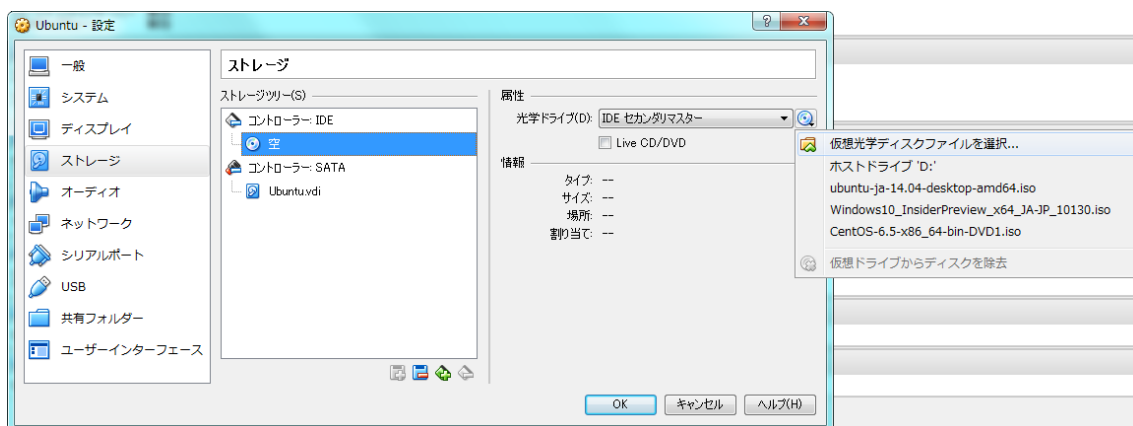 Ubuntu - 設定
一般
システム
ディスプレイ
ストレージ
オーディオ
ネットワーク
シリアルポート
USB
共有フォルダー
ユーザーインターフェース
ストレージ
ストレージツリー(S)
コントローラー: IDE
空
コントローラー: SATA
Ubuntu.vdi
属性
光学ドライブ(D): IDE セカンダリマスター
Live CD/DVD
情報
タイプ: --
サイズ: --
場所: --
割り当て: --
仮想光学ディスクファイルを選択...
ホストドライブ 'D:'
ubuntu-ja-14.04-desktop-amd64.iso
Windows10_InsiderPreview_x64_JA-JP_10130.iso
CentOS-6.5-x86_64-bin-DVD1.iso
仮想ドライブからディスクを除去
OK キャンセル ヘルプ(H)